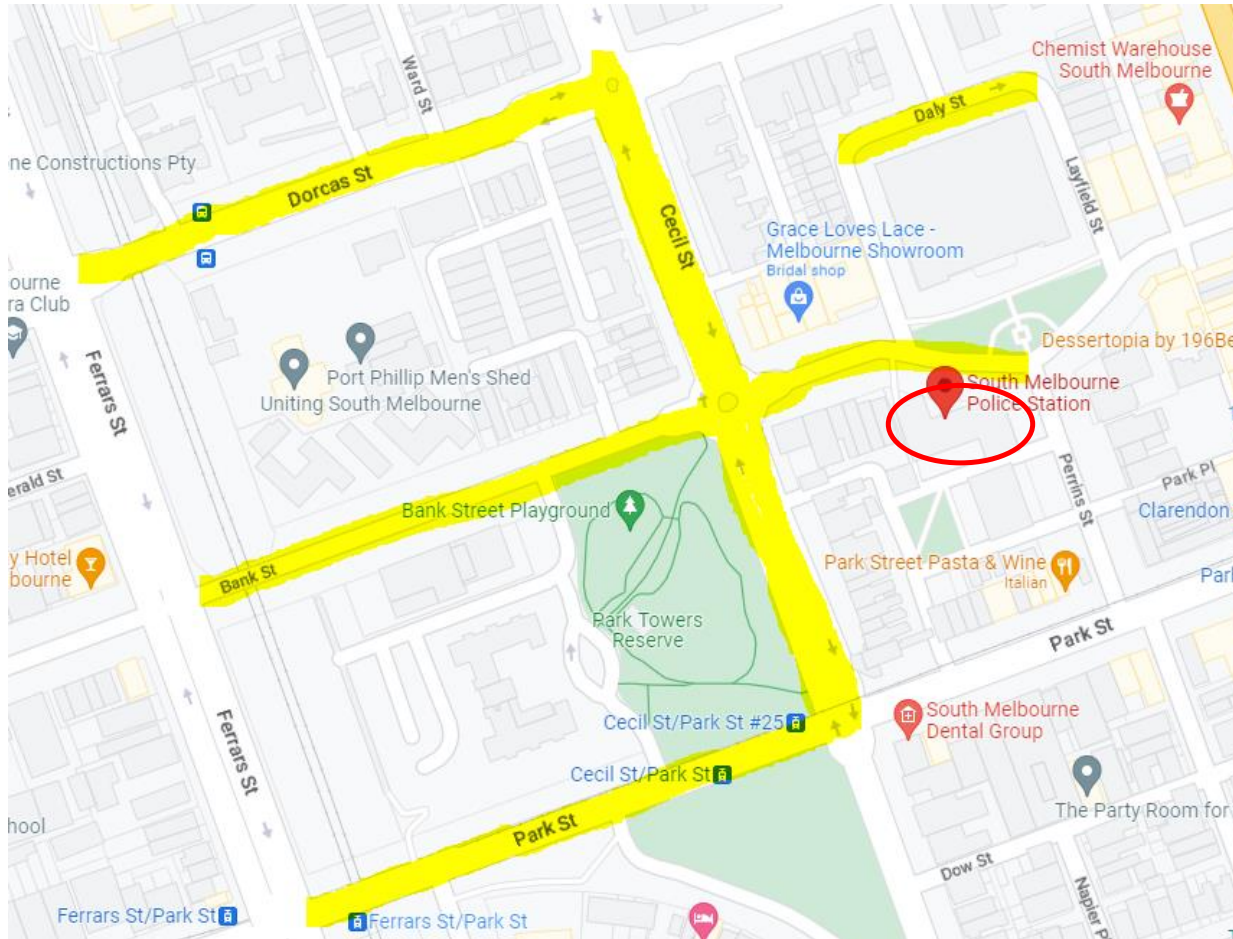 Chemist Warehouse
South Melbourne
Ward St
Daly St
ne Constructions Pty
Dorcas St
Layfield St
Cecil St
Grace Loves Lace -
Melbourne Showroom
Bridal shop
ourne
ra Club
Dessertopia by 196Be
Ferrars St
Port Phillip Men's Shed
Uniting South Melbourne
South Melbourne
Police Station
erald St
Perrins St
Park Pl
Bank Street Playground
Clarendon
y Hotel
bourne
Bank St
Park Street Pasta & Wine
Italian
Parl
Park Towers
Reserve
Park St
Ferrars St
Cecil St/Park St #25
South Melbourne
Dental Group
Cecil St/Park St
The Party Room for
hool
Park St
Dow St
Napier P
Ferrars St/Park St
Ferrars St/Park St